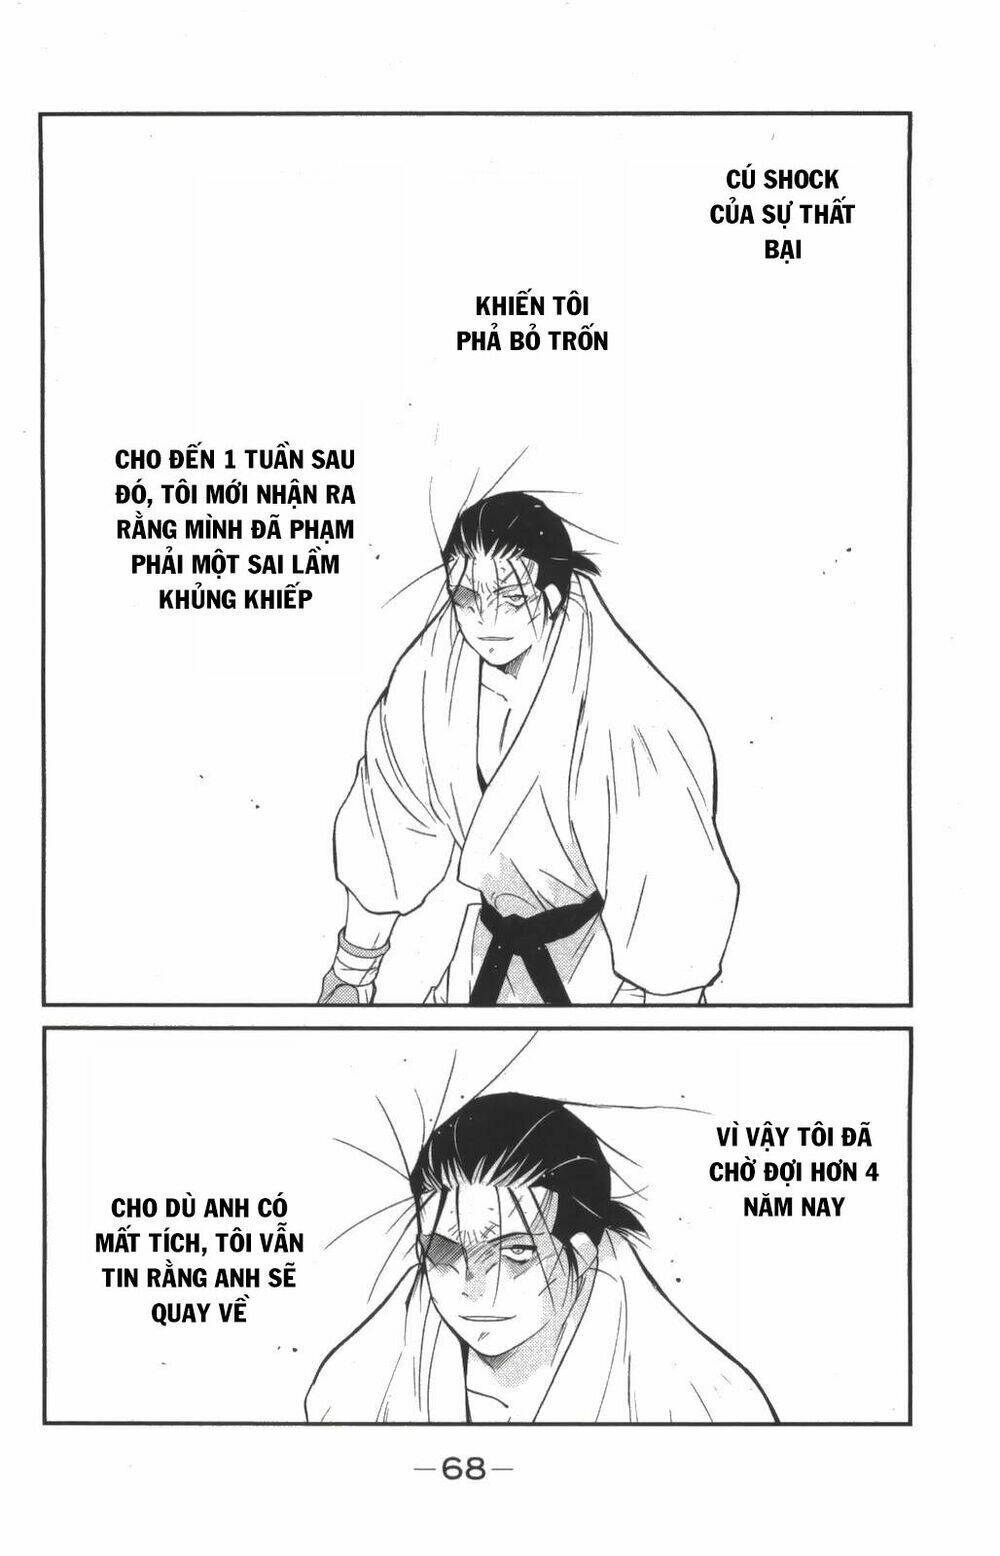 CÚ SHOCK
CỦA SỰ THẤT
BẠI
KHIẾN TÔI
PHẢ BỎ TRỐN
CHO ĐẾN 1 TUẦN SAU
ĐÓ, TÔI MỚI NHẬN RA
RẰNG MÌNH ĐÃ PHẠM
PHẢI MỘT SAI LẦM
KHỦNG KHIẾP
VÌ VẬY TÔI ĐÃ
CHỜ ĐỢI HƠN 4
NĂM NAY
CHO DÙ ANH CÓ
MẤT TÍCH, TÔI VẪN
TIN RẰNG ANH SẼ
QUAY VỀ
—68—